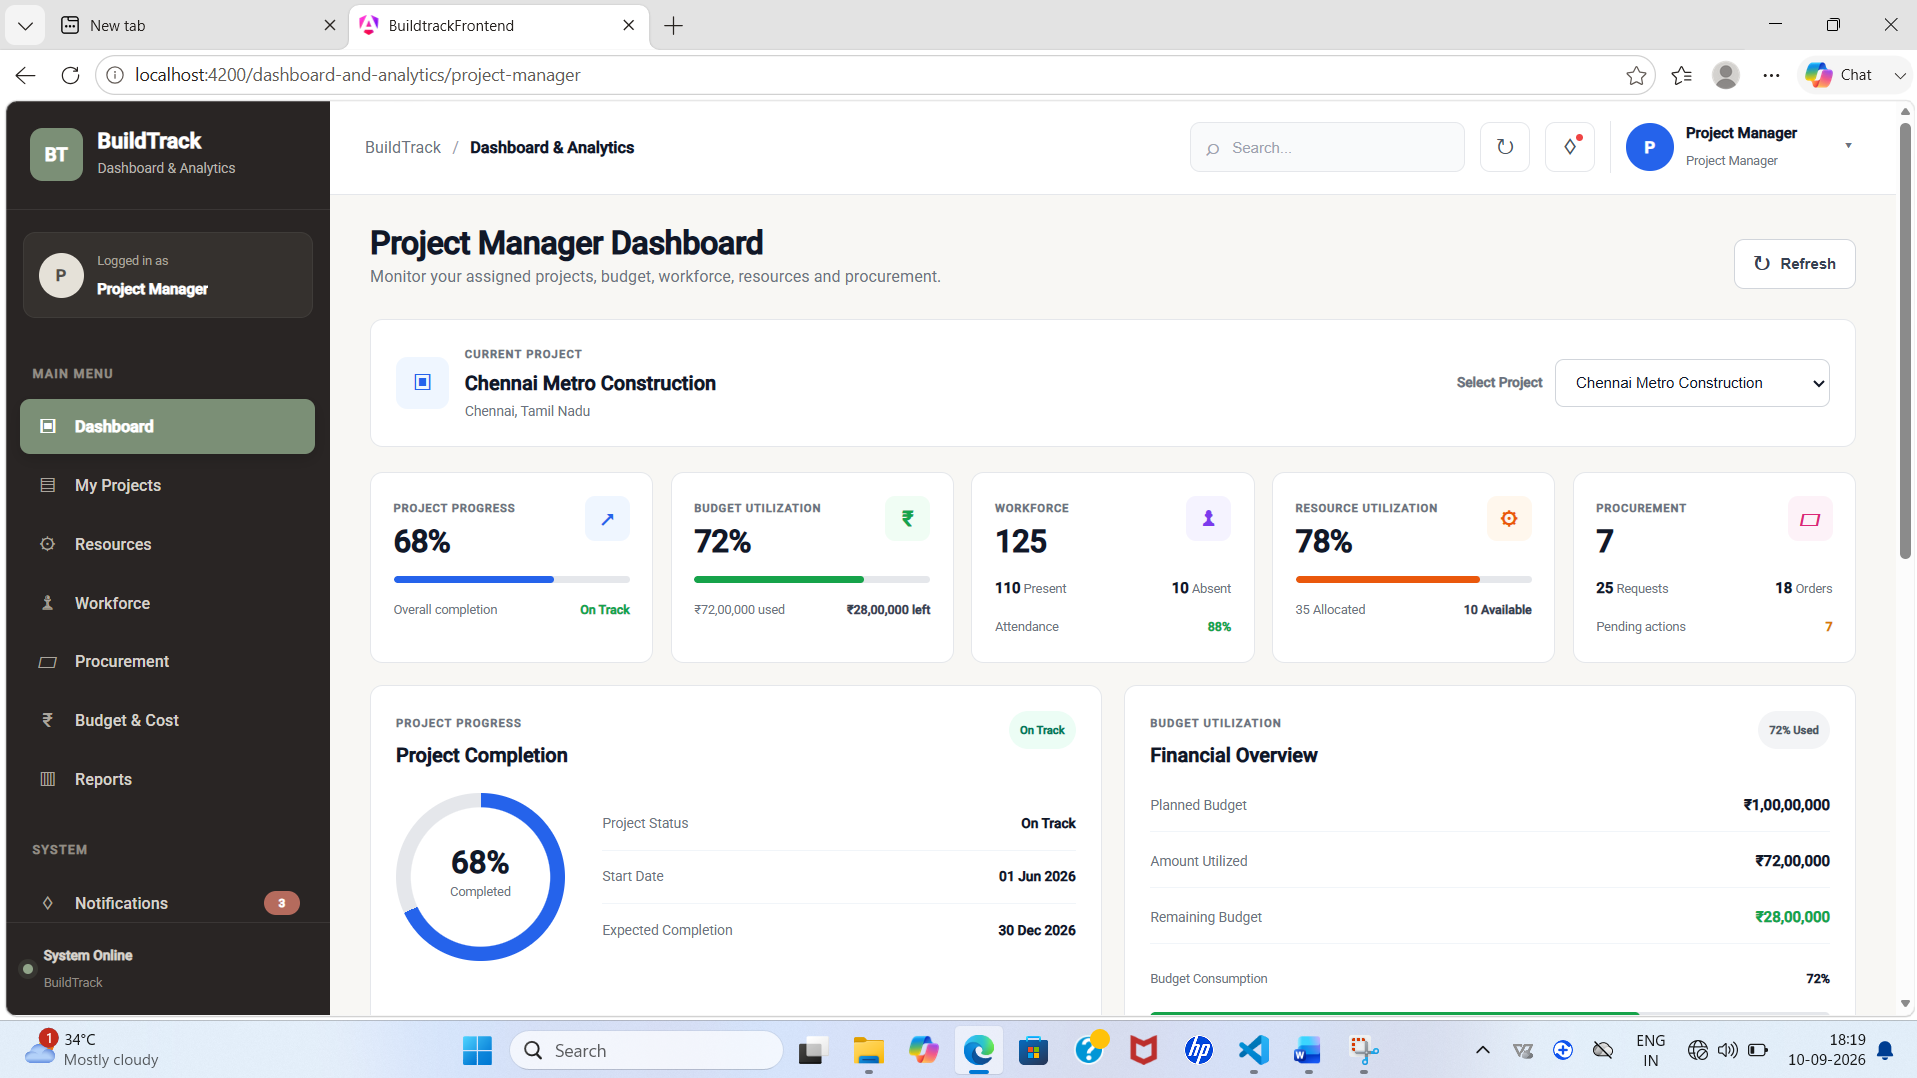 New tab
BuildtrackFrontend
localhost:4200/dashboard-and-analytics/project-manager
Chat
BT
BuildTrack
Dashboard & Analytics
P
Logged in as
Project Manager
MAIN MENU
Dashboard
My Projects
Resources
Workforce
Procurement
₹ Budget & Cost
Reports
SYSTEM
Notifications 3
System Online
BuildTrack
BuildTrack / Dashboard & Analytics
Search...
P
Project Manager
Project Manager
Project Manager Dashboard
Monitor your assigned projects, budget, workforce, resources and procurement.
Refresh
CURRENT PROJECT
Chennai Metro Construction
Chennai, Tamil Nadu
Select Project
Chennai Metro Construction
PROJECT PROGRESS
68%
Overall completion On Track
BUDGET UTILIZATION
₹
72%
₹72,00,000 used ₹28,00,000 left
WORKFORCE
125
110 Present 10 Absent
Attendance 88%
RESOURCE UTILIZATION
78%
35 Allocated 10 Available
PROCUREMENT
7
25 Requests 18 Orders
Pending actions 7
PROJECT PROGRESS
On Track
Project Completion
68%
Completed
Project Status On Track
Start Date 01 Jun 2026
Expected Completion 30 Dec 2026
BUDGET UTILIZATION
72% Used
Financial Overview
Planned Budget ₹1,00,00,000
Amount Utilized ₹72,00,000
Remaining Budget ₹28,00,000
Budget Consumption 72%
1
34°C
Mostly cloudy
Search
hp
W
ENG
IN
18:19
10-09-2026